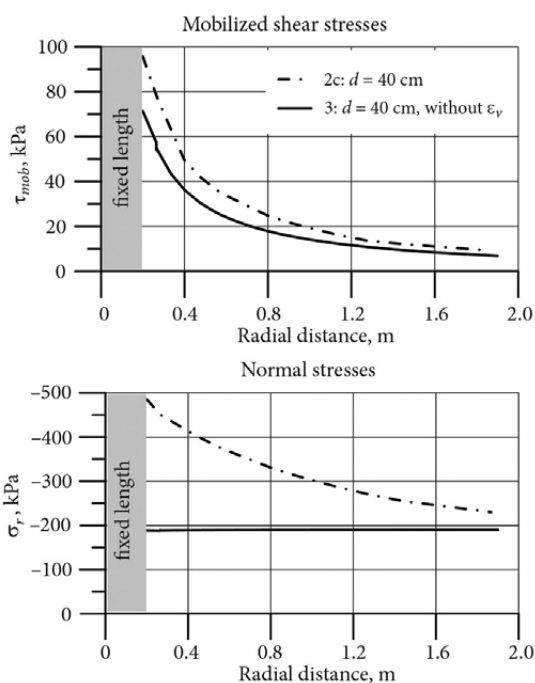 Mobilized shear stresses
100
80
60
40
20
0
τmob, kPa
fixed length
2c: d = 40 cm
3: d = 40 cm, without εv
0
0.4
0.8
1.2
1.6
2.0
Radial distance, m
Normal stresses
–500
–400
–300
–200
–100
0
σr, kPa
fixed length
0
0.4
0.8
1.2
1.6
2.0
Radial distance, m